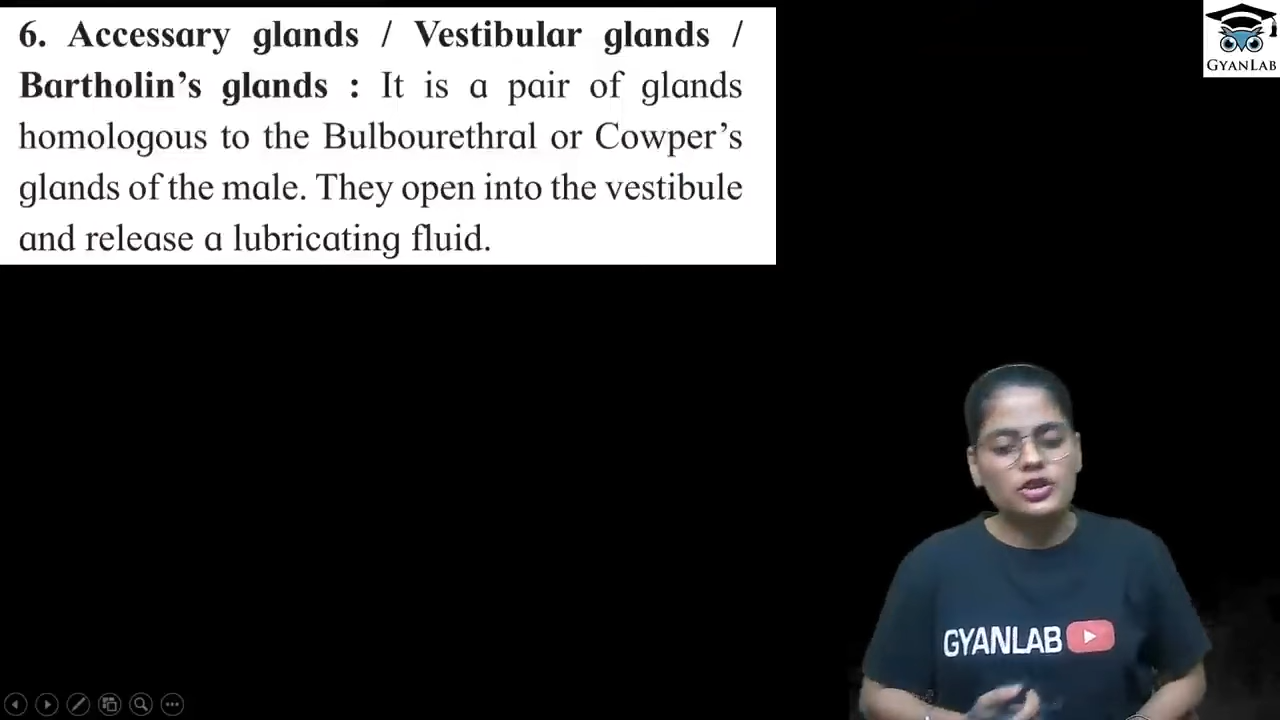 6. Accessary glands / Vestibular glands /
Bartholin’s glands : It is a pair of glands
homologous to the Bulbourethral or Cowper’s
glands of the male. They open into the vestibule
and release a lubricating fluid.
GYANLAB
GYANLAB